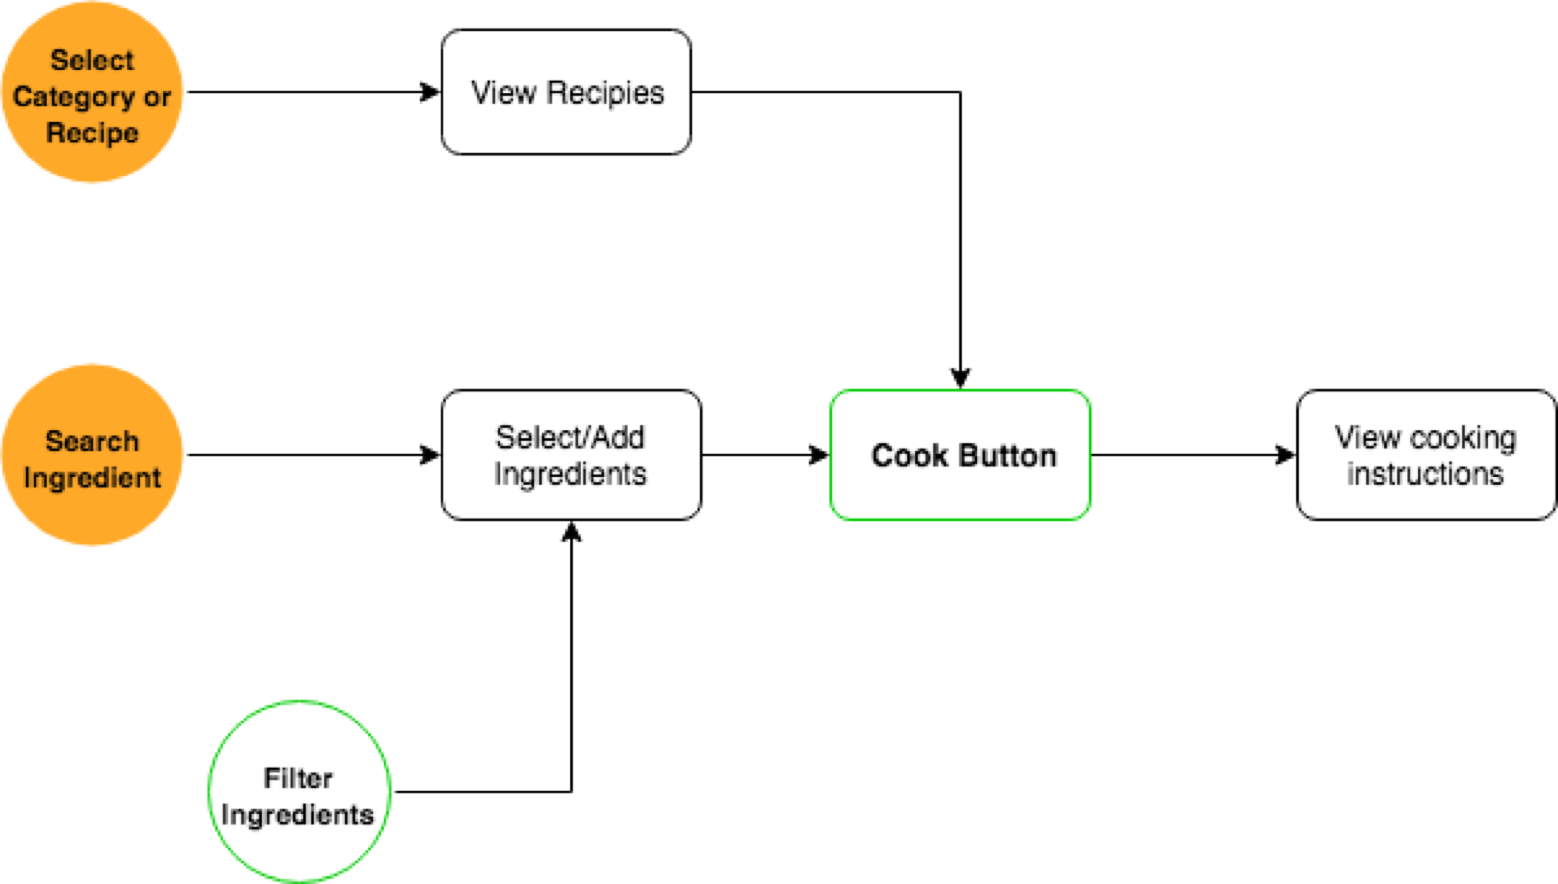 Select
Category or
Recipe
View Recipies
Search
Ingredient
Select/Add
Ingredients
Cook Button
View cooking
instructions
Filter
Ingredients